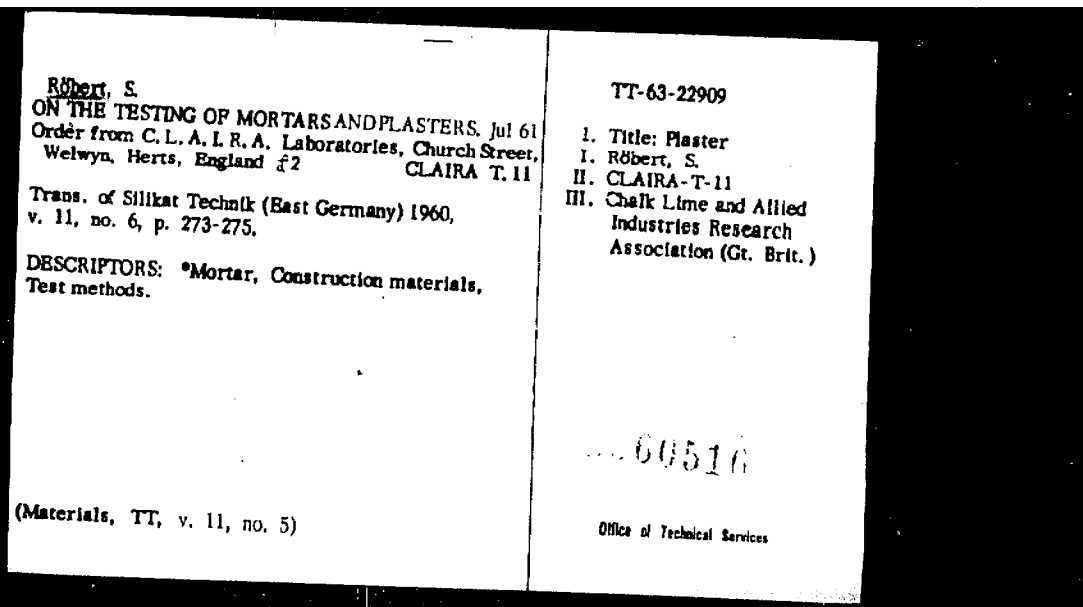 Röbert, S.
ON THE TESTING OF MORTARS AND PLASTERS. Jul 61
Order from C. L. A. I. R. A. Laboratories, Church Street,
Welwyn, Herts, England £2 CLAIRA T. 11
Trans. of Silikat Technik (East Germany) 1960,
v. 11, no. 6, p. 273-275.
DESCRIPTORS: *Mortar, Construction materials,
Test methods.
(Materials, TT, v. 11, no. 5)
TT-63-22909
1. Title: Plaster
I. Röbert, S.
II. CLAIRA-T-11
III. Chalk Lime and Allied
Industries Research
Association (Gt. Brit. )
60516
Office of Technical Services